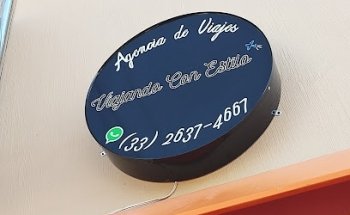 Agencia de Viajes
Viajando Con Estilo
(33) 2637-4667